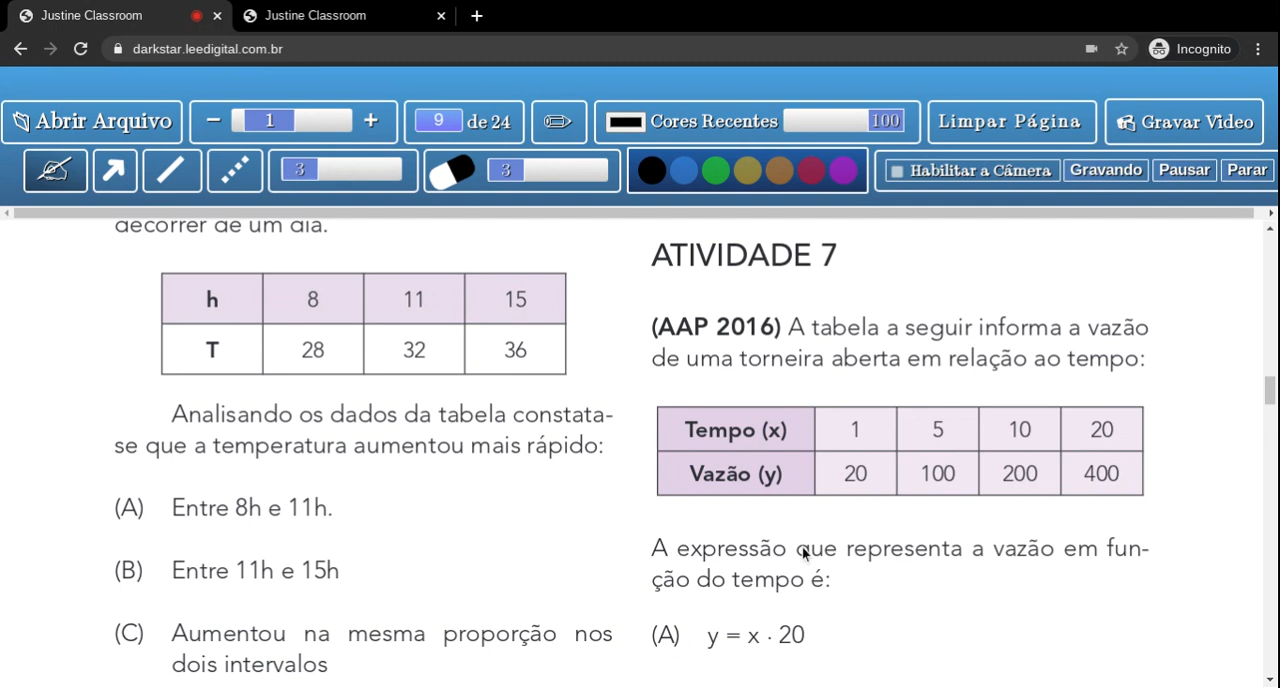 Justine Classroom
Justine Classroom
darkstar.leedigital.com.br
Incognito
Abrir Arquivo
1
9 de 24
Cores Recentes
100
Limpar Página
Gravar Video
3
3
Habilitar a Câmera
Gravando
Pausar
Parar
decorrer de um dia.
h 8 11 15
T 28 32 36
Analisando os dados da tabela constata-
se que a temperatura aumentou mais rápido:
(A) Entre 8h e 11h.
(B) Entre 11h e 15h
(C) Aumentou na mesma proporção nos
dois intervalos
ATIVIDADE 7
(AAP 2016) A tabela a seguir informa a vazão
de uma torneira aberta em relação ao tempo:
Tempo (x) 1 5 10 20
Vazão (y) 20 100 200 400
A expressão que representa a vazão em fun-
ção do tempo é:
(A) y = x · 20